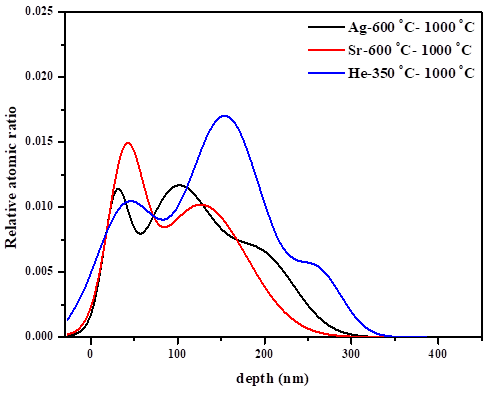 0.025
0.020
0.015
0.010
0.005
0.000
Relative atomic ratio
Ag-600 °C- 1000 °C
Sr-600 °C- 1000 °C
He-350 °C- 1000 °C
0 100 200 300 400
depth (nm)